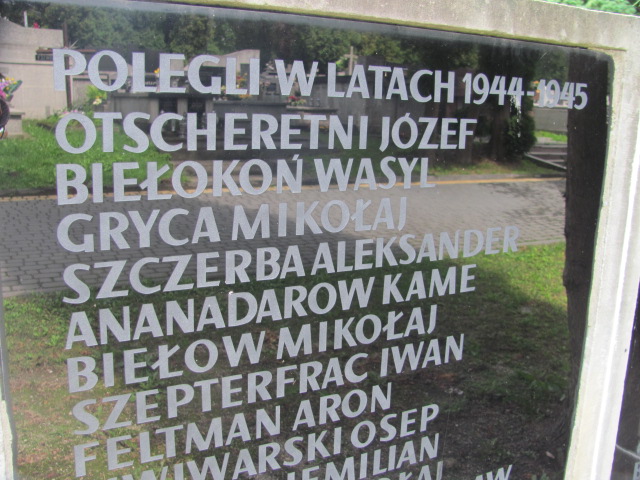 POLEGLI W LATACH 1944-1945
OTSCHERETNI JÓZEF
BIEŁOKOŃ WASYL
GRYCA MIKOŁAJ
SZCZERBA ALEKSANDER
ANANADAROW KAME
BIEŁOW MIKOŁAJ
SZEPTERFRAC IWAN
FELTMAN ARON
OSEP